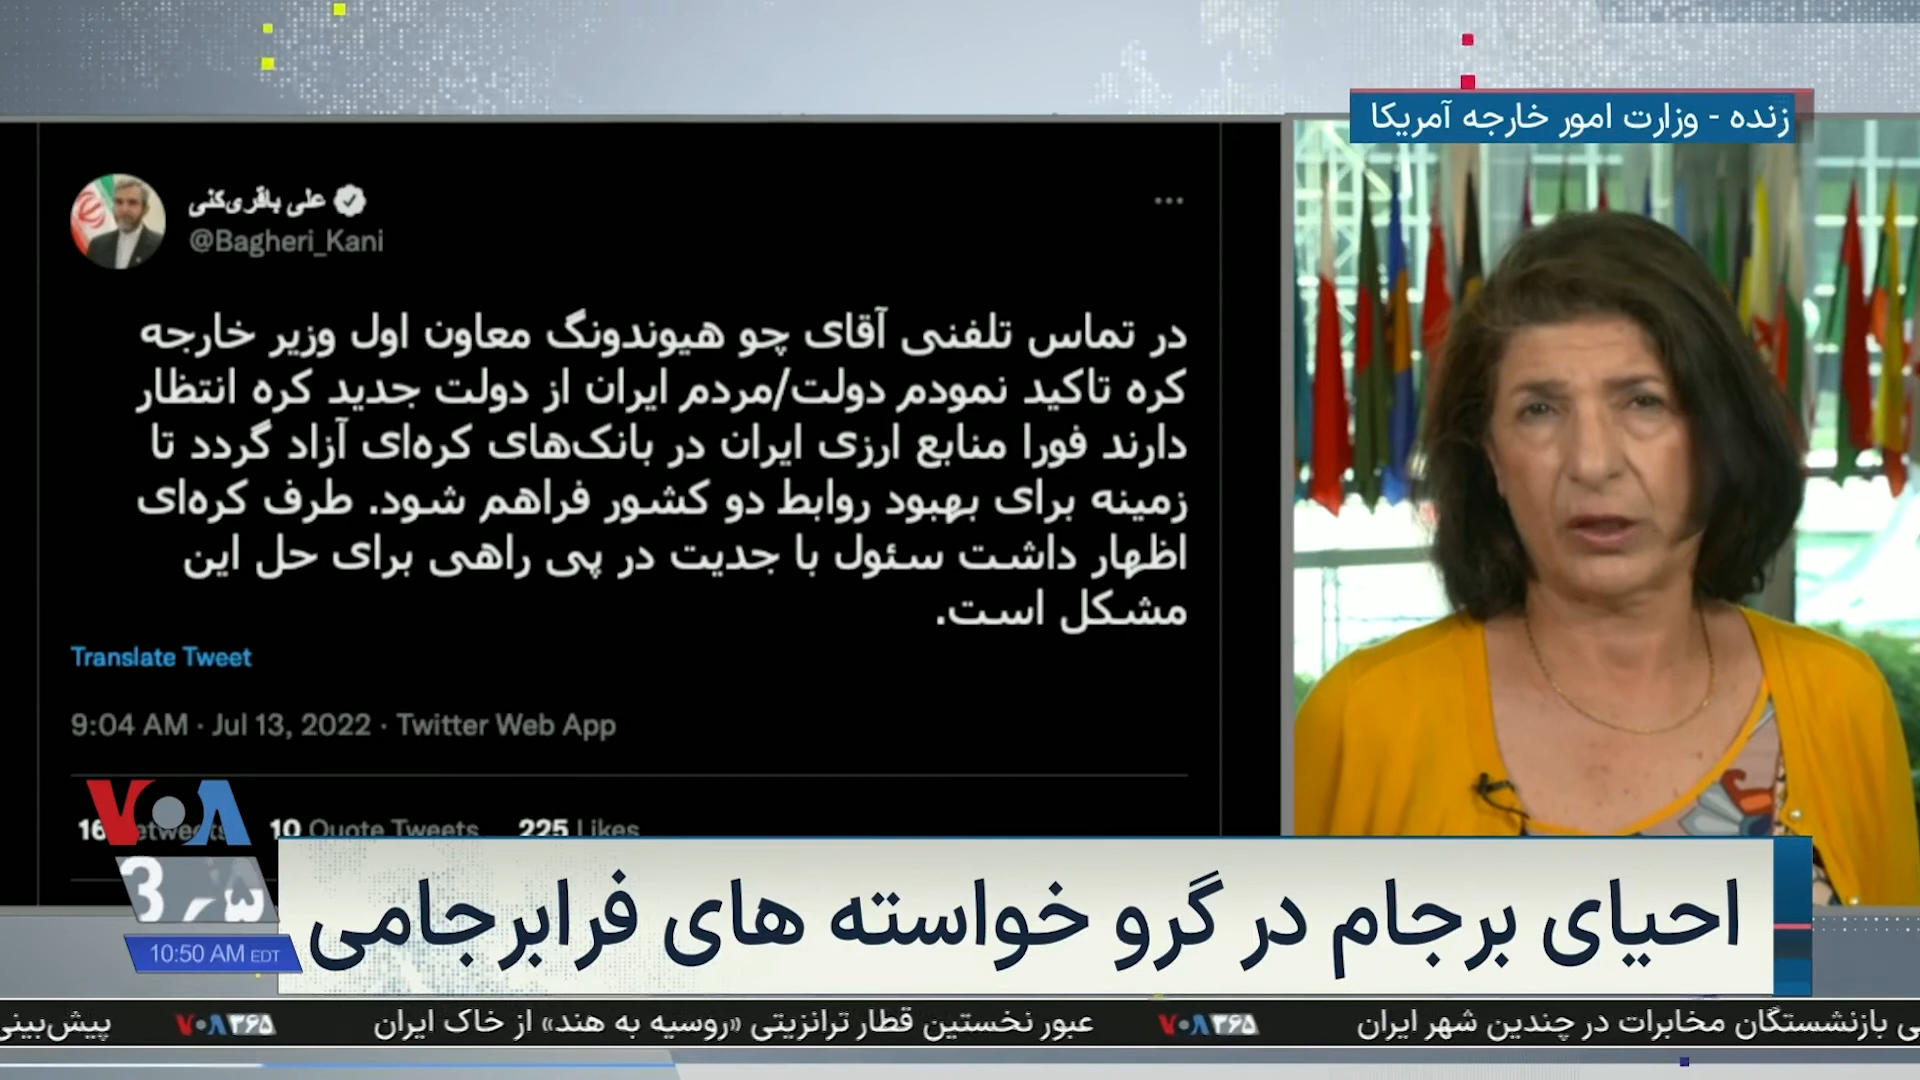 زنده - وزارت امور خارجه آمریکا
علی باقری‌کنی
@Bagheri_Kani
در تماس تلفنی آقای چو هیوندونگ معاون اول وزیر خارجه
کره تاکید نمودم دولت/مردم ایران از دولت جدید کره انتظار
دارند فورا منابع ارزی ایران در بانک‌های کره‌ای آزاد گردد تا
زمینه برای بهبود روابط دو کشور فراهم شود. طرف کره‌ای
اظهار داشت سئول با جدیت در پی راهی برای حل این
مشکل است.
Translate Tweet
9:04 AM · Jul 13, 2022 · Twitter Web App
10 Quote Tweets 225 Likes
VOA
احیای برجام در گرو خواسته های فرابرجامی
10:50 AM EDT
بازنشستگان مخابرات در چندین شهر ایران VOA۳۶۵ عبور نخستین قطار ترانزیتی «روسیه به هند» از خاک ایران VOA۳۶۵ پیش‌بینی